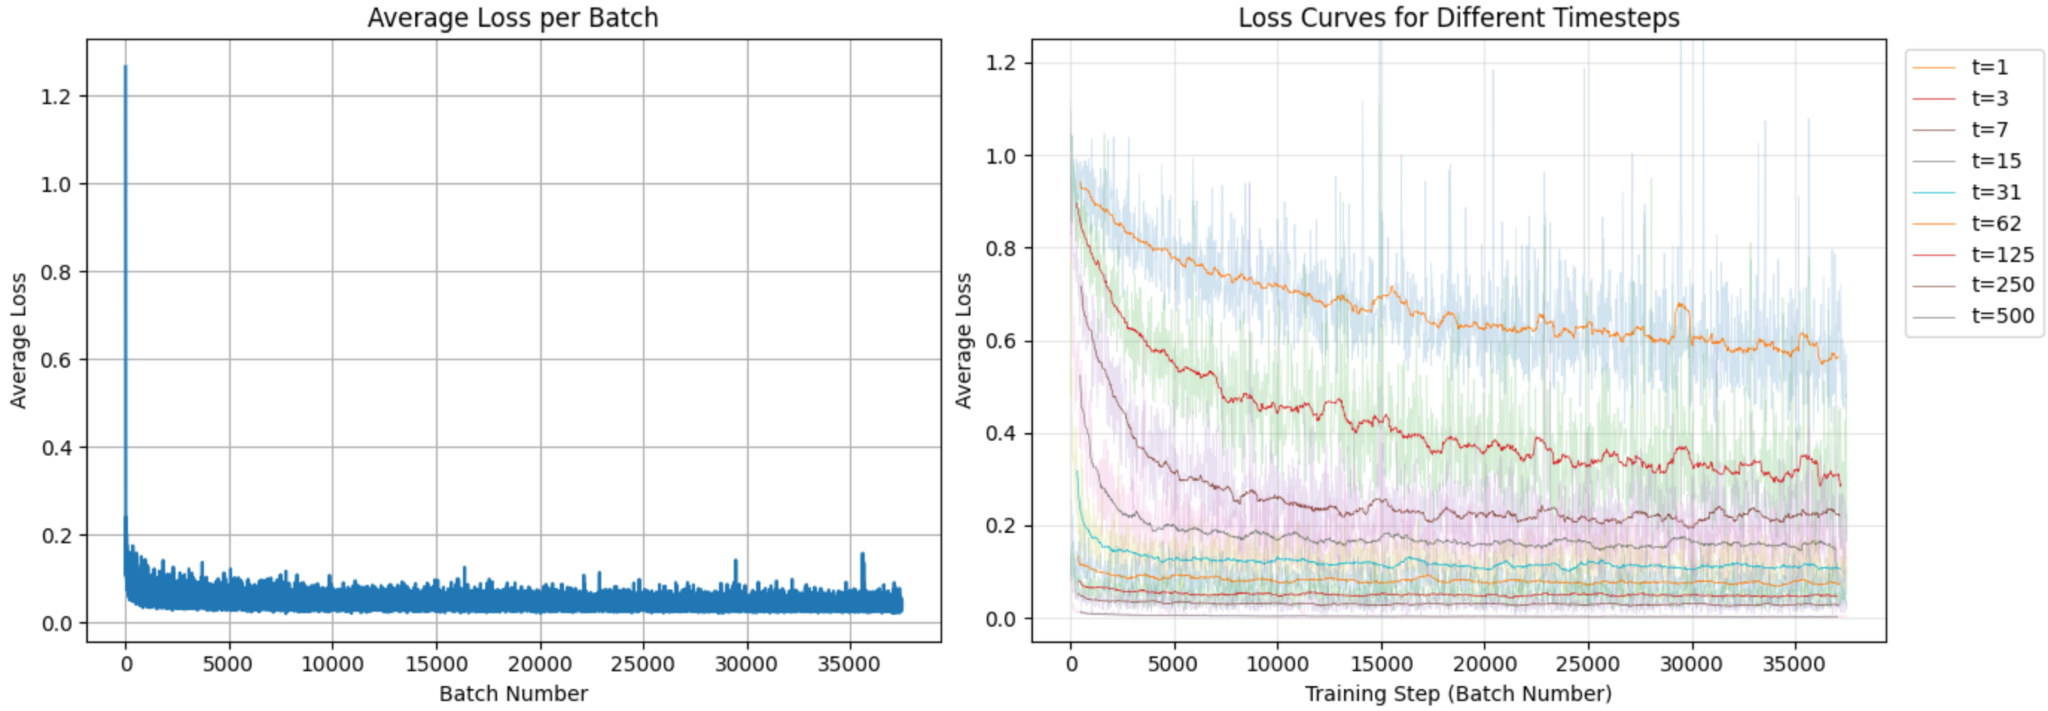 Average Loss per Batch
Average Loss
1.2
1.0
0.8
0.6
0.4
0.2
0.0
0 5000 10000 15000 20000 25000 30000 35000
Batch Number
Loss Curves for Different Timesteps
Average Loss
1.2
1.0
0.8
0.6
0.4
0.2
0.0
0 5000 10000 15000 20000 25000 30000 35000
Training Step (Batch Number)
t=1
t=3
t=7
t=15
t=31
t=62
t=125
t=250
t=500